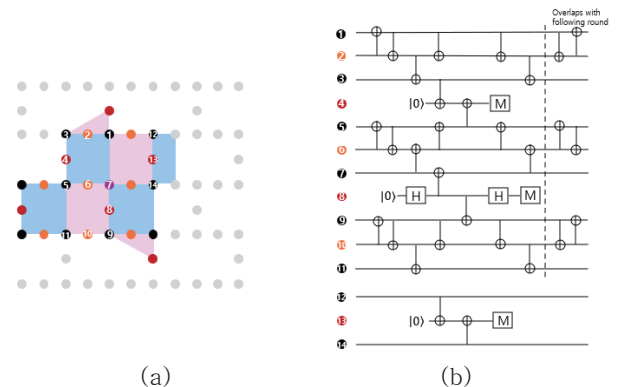 Overlaps with
following round
3 2 1 12
4 13
5 6 7 14
8
11 10 9
1
2
3
4 |0⟩ M
5
6
7
8 |0⟩ H H M
9
10
11
12
13 |0⟩ M
14
(a) (b)